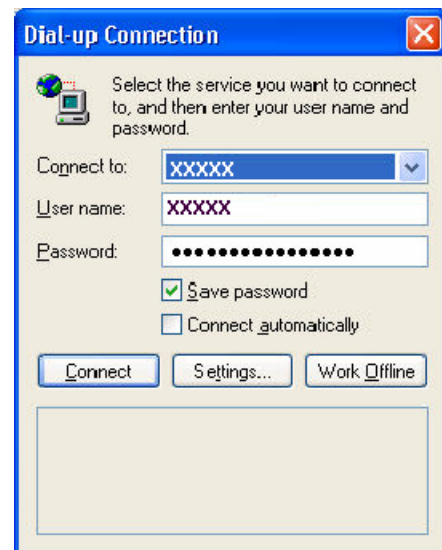 Dial-up Connection
Select the service you want to connect
to, and then enter your user name and
password.
Connect to: XXXXX
User name: XXXXX
Password: ●●●●●●●●●●●●●●●●
Save password
Connect automatically
Connect Settings... Work Offline